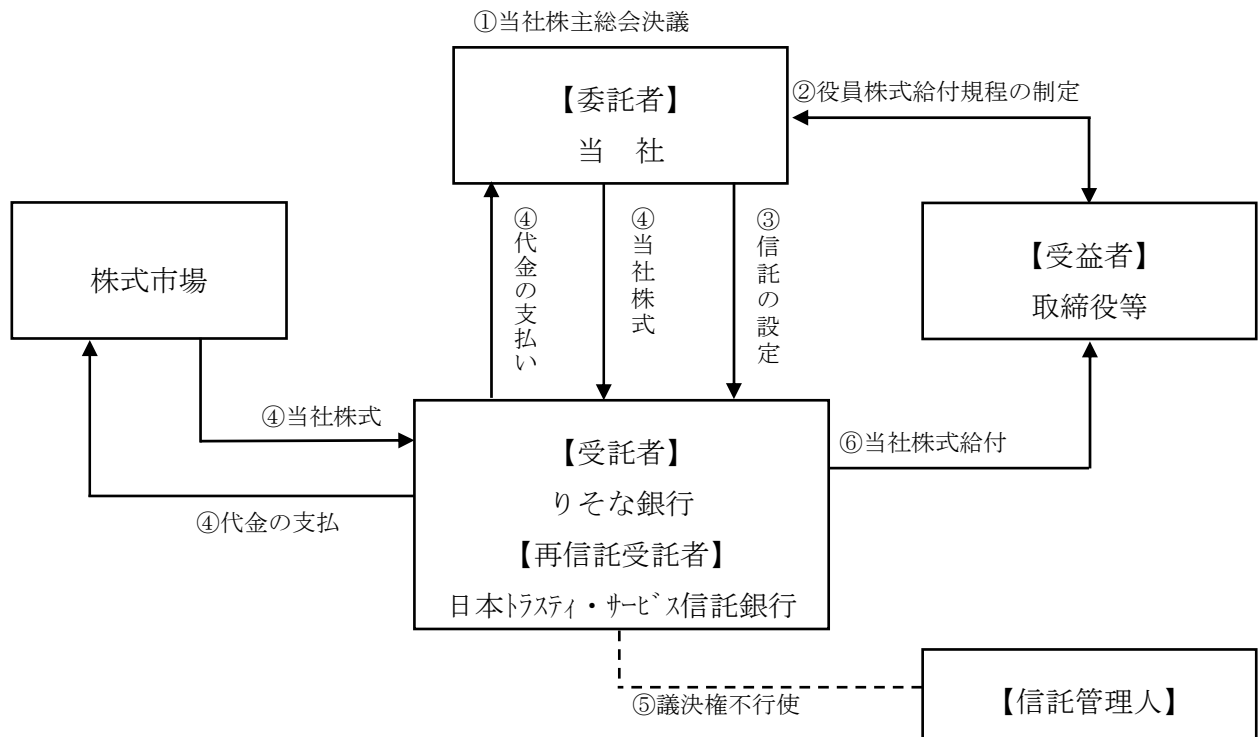 ①当社株主総会決議
【委託者】
当 社
②役員株式給付規程の制定
株式市場
④代金の支払い
④当社株式
③信託の設定
【受益者】
取締役等
④当社株式
④代金の支払
【受託者】
りそな銀行
【再信託受託者】
日本トラスティ・サービス信託銀行
⑥当社株式給付
⑤議決権不行使
【信託管理人】